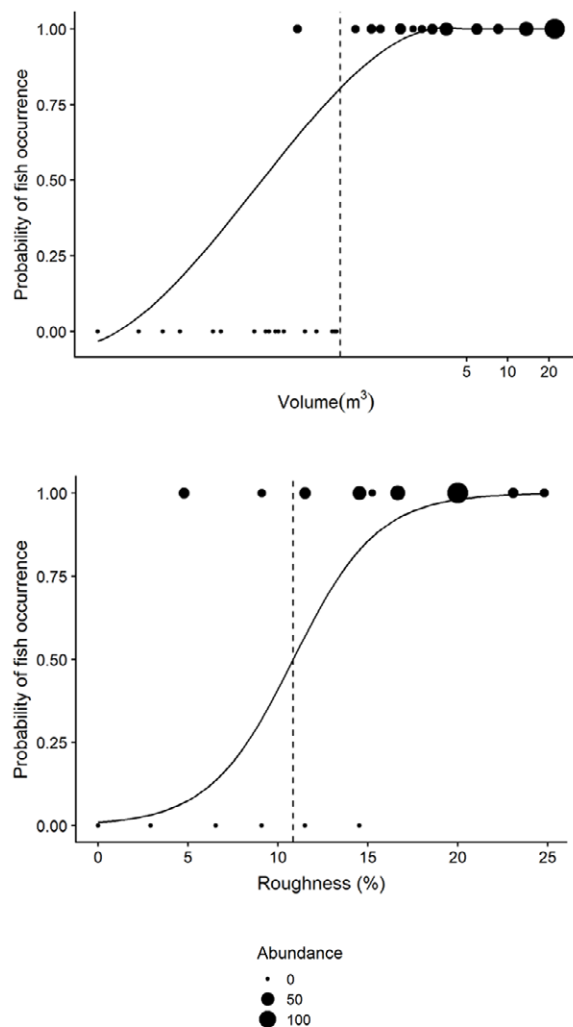 Probability of fish occurrence
1.00
0.75
0.50
0.25
0.00
5 10 20
Volume(m³)
Probability of fish occurrence
1.00
0.75
0.50
0.25
0.00
0 5 10 15 20 25
Roughness (%)
Abundance
0
50
100